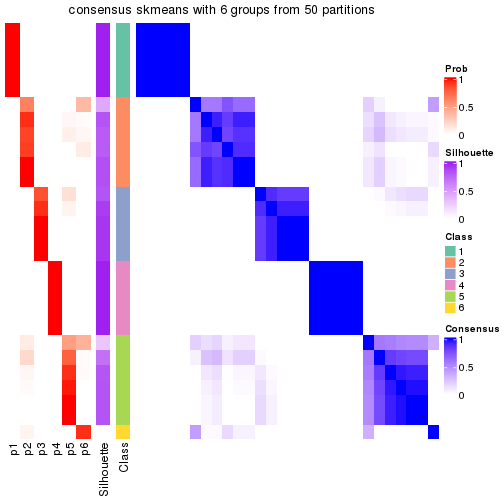 consensus skmeans with 6 groups from 50 partitions
Prob
1
0.5
0
Silhouette
1
0.5
0
Class
1
2
3
4
5
6
Consensus
1
0.5
0
p1
p2
p3
p4
p5
p6
Silhouette
Class